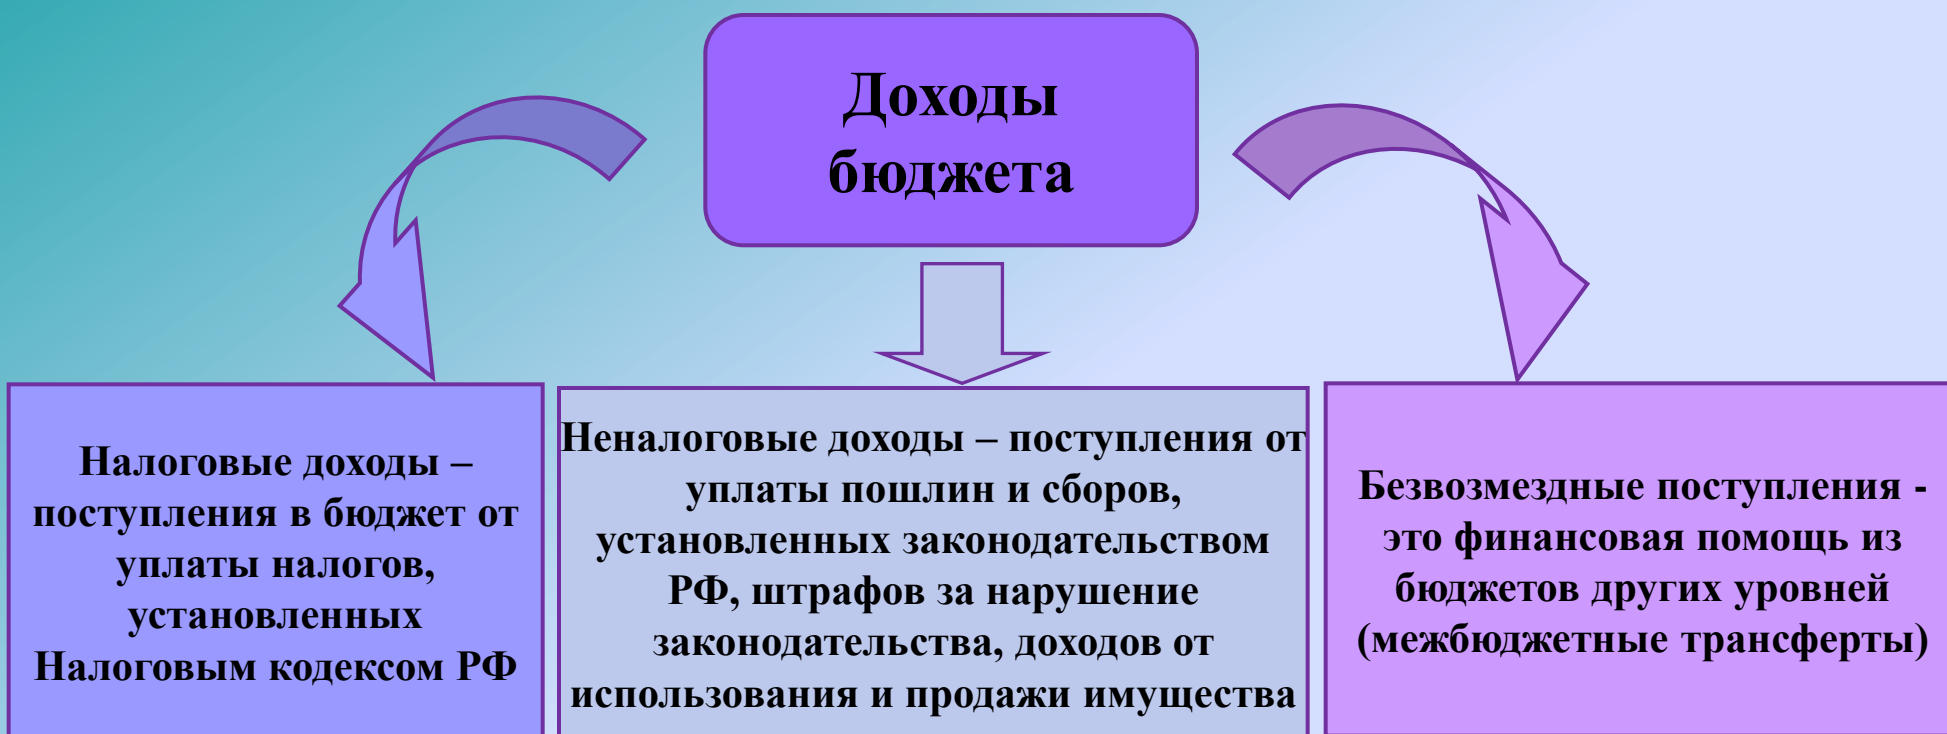 Доходы
бюджета
Налоговые доходы –
поступления в бюджет от
уплаты налогов,
установленных
Налоговым кодексом РФ
Неналоговые доходы – поступления от
уплаты пошлин и сборов,
установленных законодательством
РФ, штрафов за нарушение
законодательства, доходов от
использования и продажи имущества
Безвозмездные поступления -
это финансовая помощь из
бюджетов других уровней
(межбюджетные трансферты)